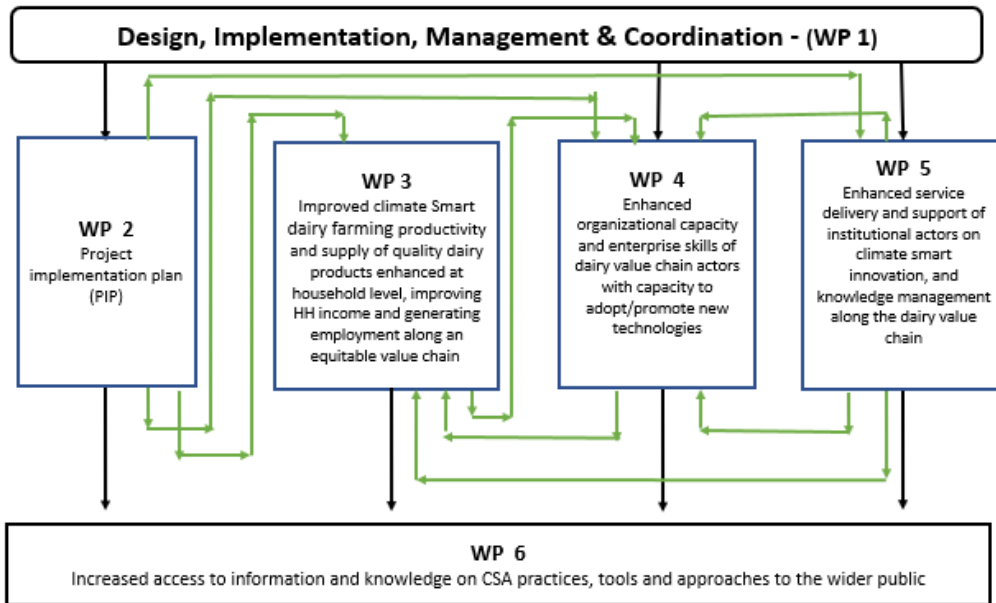 Design, Implementation, Management & Coordination - (WP 1)
WP 2
Project
implementation plan
(PIP)
WP 3
Improved climate Smart
dairy farming productivity
and supply of quality dairy
products enhanced at
household level, improving
HH income and generating
employment along an
equitable value chain
WP 4
Enhanced
organizational capacity
and enterprise skills of
dairy value chain actors
with capacity to
adopt/promote new
technologies
WP 5
Enhanced service
delivery and support of
institutional actors on
climate smart
innovation, and
knowledge management
along the dairy value
chain
WP 6
Increased access to information and knowledge on CSA practices, tools and approaches to the wider public